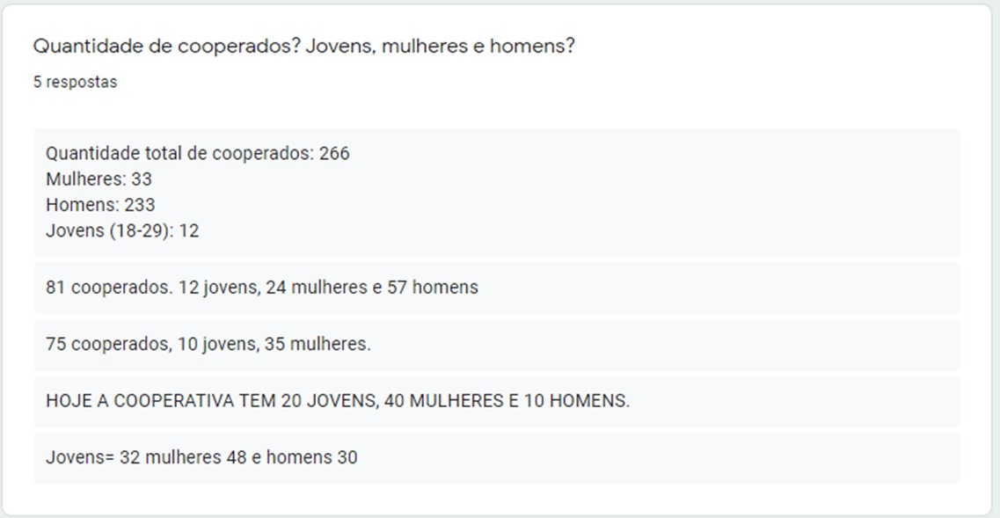 Quantidade de cooperados? Jovens, mulheres e homens?
5 respostas
Quantidade total de cooperados: 266
Mulheres: 33
Homens: 233
Jovens (18-29): 12
81 cooperados. 12 jovens, 24 mulheres e 57 homens
75 cooperados, 10 jovens, 35 mulheres.
HOJE A COOPERATIVA TEM 20 JOVENS, 40 MULHERES E 10 HOMENS.
Jovens= 32 mulheres 48 e homens 30